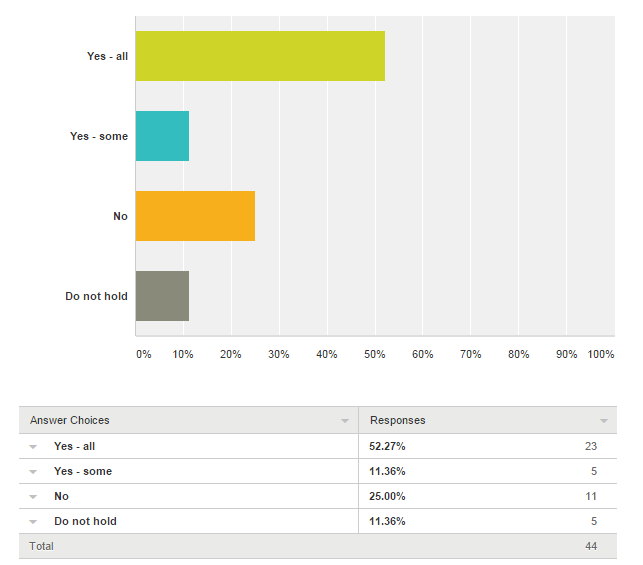 Yes - all
Yes - some
No
Do not hold
0% 10% 20% 30% 40% 50% 60% 70% 80% 90% 100%
Answer Choices Responses
Yes - all 52.27% 23
Yes - some 11.36% 5
No 25.00% 11
Do not hold 11.36% 5
Total 44